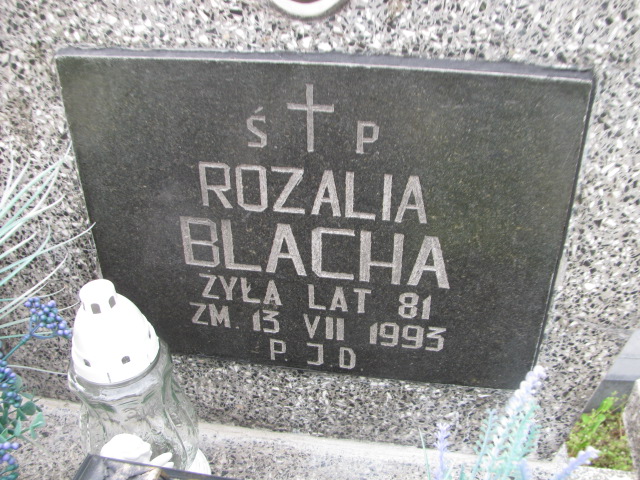 Ś P
ROZALIA
BLACHA
ŻYŁA LAT 81
ZM. 13 VII 1993
P. J. D.